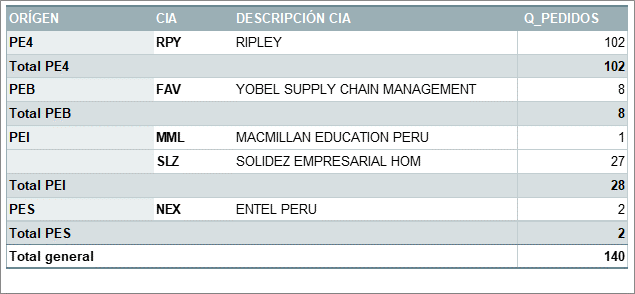 ORÍGEN CIA DESCRIPCIÓN CIA Q_PEDIDOS
PE4 RPY RIPLEY 102
Total PE4 102
PEB FAV YOBEL SUPPLY CHAIN MANAGEMENT 8
Total PEB 8
PEI MML MACMILLAN EDUCATION PERU 1
SLZ SOLIDEZ EMPRESARIAL HOM 27
Total PEI 28
PES NEX ENTEL PERU 2
Total PES 2
Total general 140